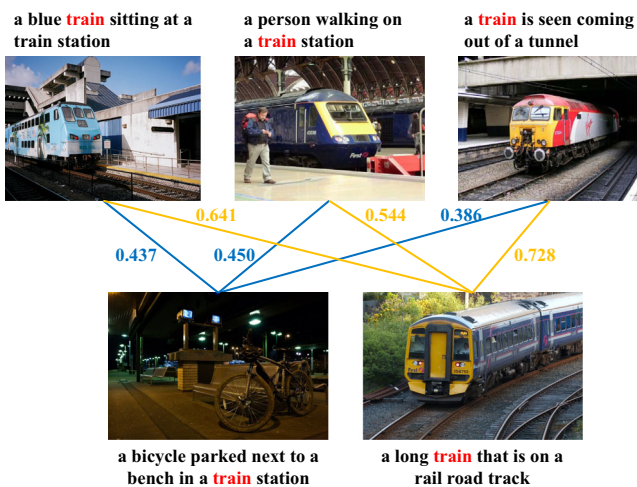 a blue train sitting at a
train station
a person walking on
a train station
a train is seen coming
out of a tunnel
First
0.641
0.544
0.386
0.437
0.450
0.728
First
a bicycle parked next to a
bench in a train station
a long train that is on a
rail road track